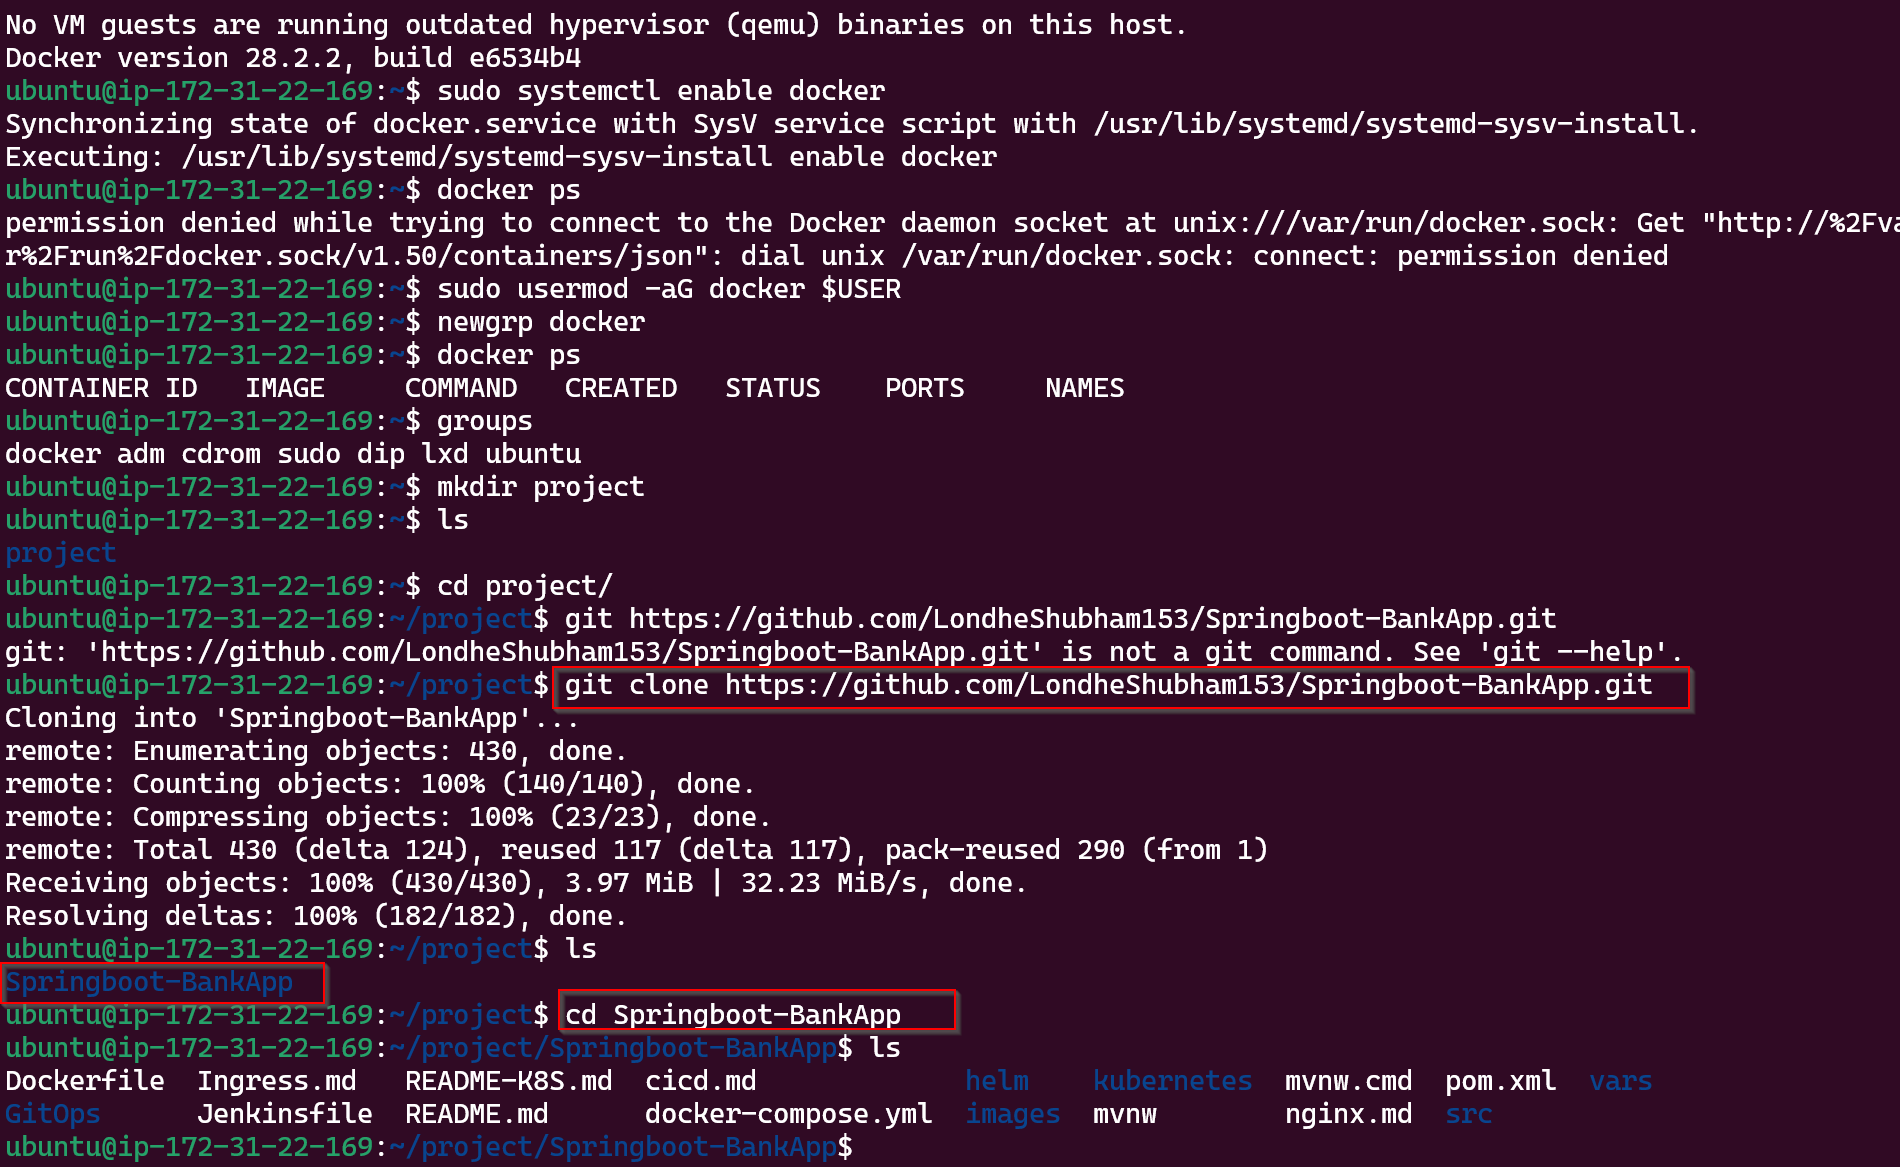 No VM guests are running outdated hypervisor (qemu) binaries on this host.
Docker version 28.2.2, build e6534b4
ubuntu@ip-172-31-22-169:~$ sudo systemctl enable docker
Synchronizing state of docker.service with SysV service script with /usr/lib/systemd/systemd-sysv-install.
Executing: /usr/lib/systemd/systemd-sysv-install enable docker
ubuntu@ip-172-31-22-169:~$ docker ps
permission denied while trying to connect to the Docker daemon socket at unix:///var/run/docker.sock: Get "http://%2Fva
r%2Frun%2Fdocker.sock/v1.50/containers/json": dial unix /var/run/docker.sock: connect: permission denied
ubuntu@ip-172-31-22-169:~$ sudo usermod -aG docker $USER
ubuntu@ip-172-31-22-169:~$ newgrp docker
ubuntu@ip-172-31-22-169:~$ docker ps
CONTAINER ID   IMAGE     COMMAND   CREATED   STATUS    PORTS     NAMES
ubuntu@ip-172-31-22-169:~$ groups
docker adm cdrom sudo dip lxd ubuntu
ubuntu@ip-172-31-22-169:~$ mkdir project
ubuntu@ip-172-31-22-169:~$ ls
project
ubuntu@ip-172-31-22-169:~$ cd project/
ubuntu@ip-172-31-22-169:~/project$ git https://github.com/LondheShubham153/Springboot-BankApp.git
git: 'https://github.com/LondheShubham153/Springboot-BankApp.git' is not a git command. See 'git --help'.
ubuntu@ip-172-31-22-169:~/project$ git clone https://github.com/LondheShubham153/Springboot-BankApp.git
Cloning into 'Springboot-BankApp'...
remote: Enumerating objects: 430, done.
remote: Counting objects: 100% (140/140), done.
remote: Compressing objects: 100% (23/23), done.
remote: Total 430 (delta 124), reused 117 (delta 117), pack-reused 290 (from 1)
Receiving objects: 100% (430/430), 3.97 MiB | 32.23 MiB/s, done.
Resolving deltas: 100% (182/182), done.
ubuntu@ip-172-31-22-169:~/project$ ls
Springboot-BankApp
ubuntu@ip-172-31-22-169:~/project$ cd Springboot-BankApp
ubuntu@ip-172-31-22-169:~/project/Springboot-BankApp$ ls
Dockerfile  Ingress.md   README-K8S.md  cicd.md             helm    kubernetes  mvnw.cmd  pom.xml  vars
GitOps      Jenkinsfile  README.md      docker-compose.yml  images  mvnw        nginx.md  src
ubuntu@ip-172-31-22-169:~/project/Springboot-BankApp$